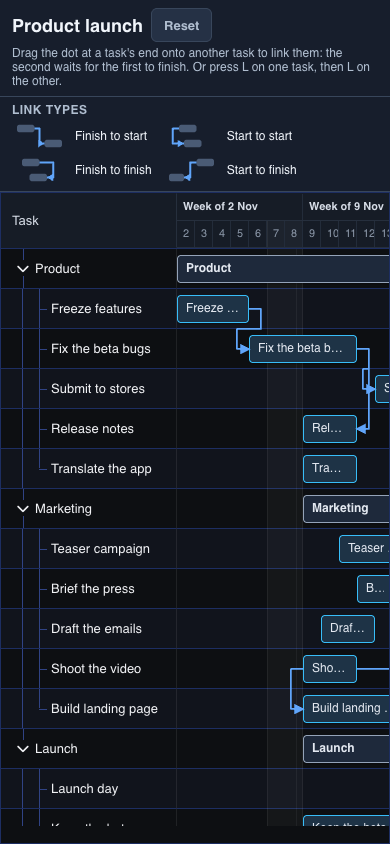 Product launch Reset
Drag the dot at a task's end onto another task to link them: the
second waits for the first to finish. Or press L on one task, then L on
the other.
LINK TYPES
Finish to start Start to start
Finish to finish Start to finish
Task Week of 2 Nov Week of 9 Nov
2 3 4 5 6 7 8 9 10 11 12
Product Product
Freeze features Freeze ...
Fix the beta bugs Fix the beta b...
Submit to stores S
Release notes Rel...
Translate the app Tra...
Marketing Marketing
Teaser campaign Teaser
Brief the press B...
Draft the emails Draf...
Shoot the video Sho...
Build landing page Build landing
Launch Launch
Launch day